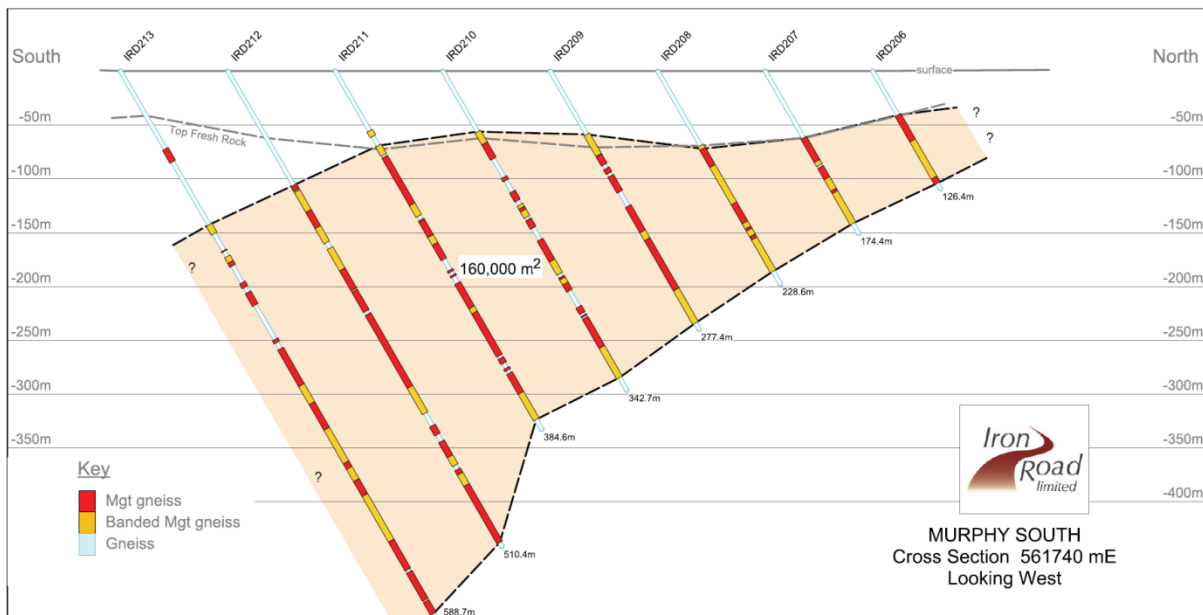 South
IRD213
IRD212
IRD211
IRD210
IRD209
IRD208
IRD207
IRD206
North
surface
-50m
-50m
Top Fresh Rock
?
?
-100m
-100m
126.4m
-150m
-150m
174.4m
?
160,000 m²
-200m
-200m
228.6m
-250m
-250m
277.4m
-300m
-300m
342.7m
384.6m
-350m
-350m
?
-400m
510.4m
588.7m
Key
Mgt gneiss
Banded Mgt gneiss
Gneiss
Iron
Road
limited
MURPHY SOUTH
Cross Section 561740 mE
Looking West